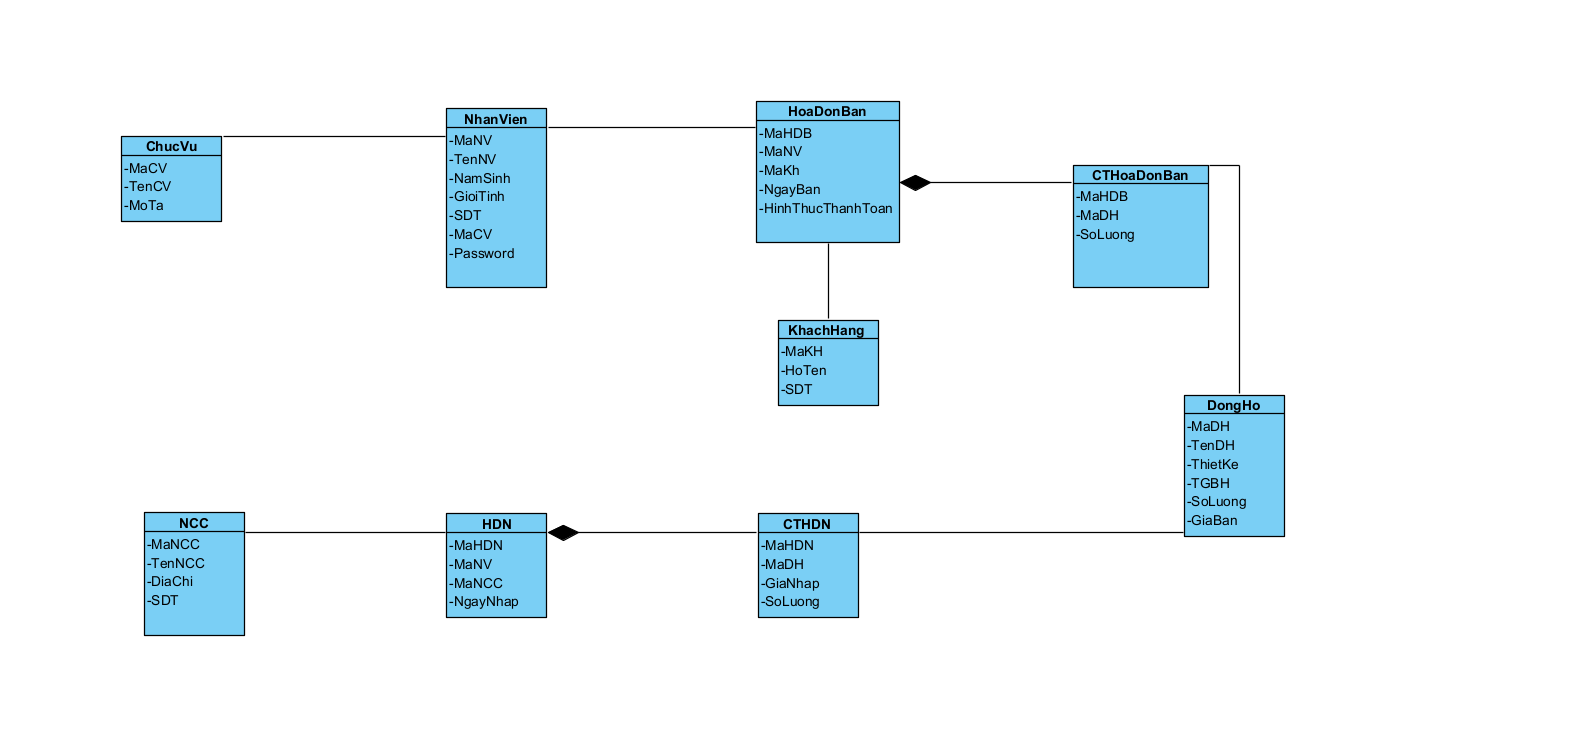 ChucVu
-MaCV
-TenCV
-MoTa
NhanVien
-MaNV
-TenNV
-NamSinh
-GioiTinh
-SDT
-MaCV
-Password
HoaDonBan
-MaHDB
-MaNV
-MaKh
-NgayBan
-HinhThucThanhToan
CTHoaDonBan
-MaHDB
-MaDH
-SoLuong
KhachHang
-MaKH
-HoTen
-SDT
DongHo
-MaDH
-TenDH
-ThietKe
-TGBH
-SoLuong
-GiaBan
NCC
-MaNCC
-TenNCC
-DiaChi
-SDT
HDN
-MaHDN
-MaNV
-MaNCC
-NgayNhap
CTHDN
-MaHDN
-MaDH
-GiaNhap
-SoLuong